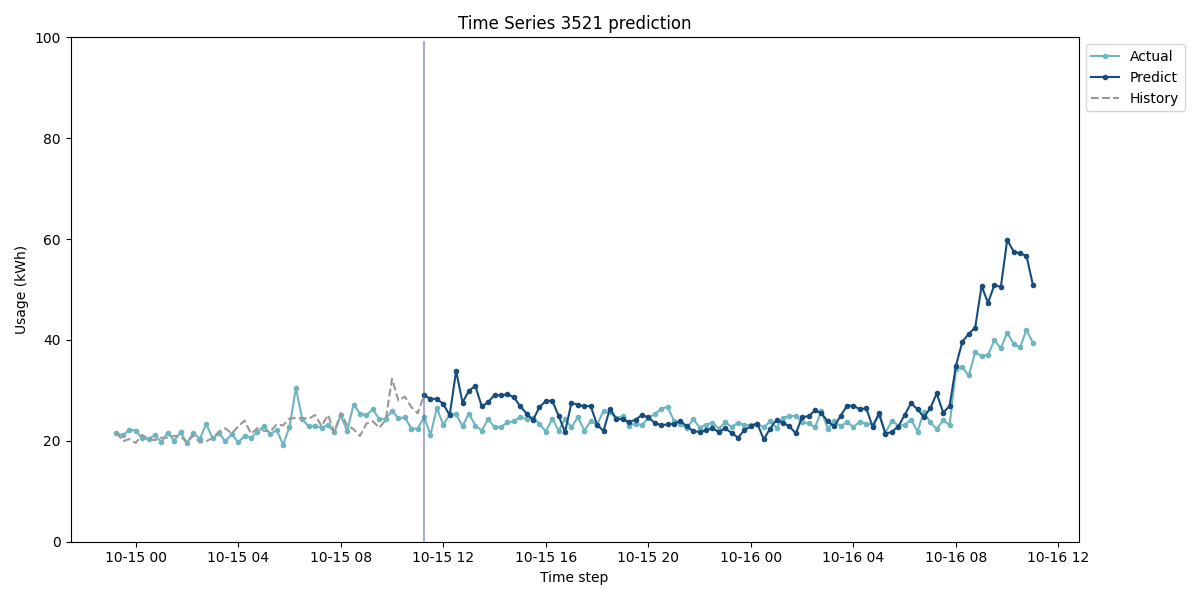 Time Series 3521 prediction
100
80
60
40
20
0
Usage (kWh)
10-15 00
10-15 04
10-15 08
10-15 12
10-15 16
10-15 20
10-16 00
10-16 04
10-16 08
10-16 12
Time step
Actual
Predict
History